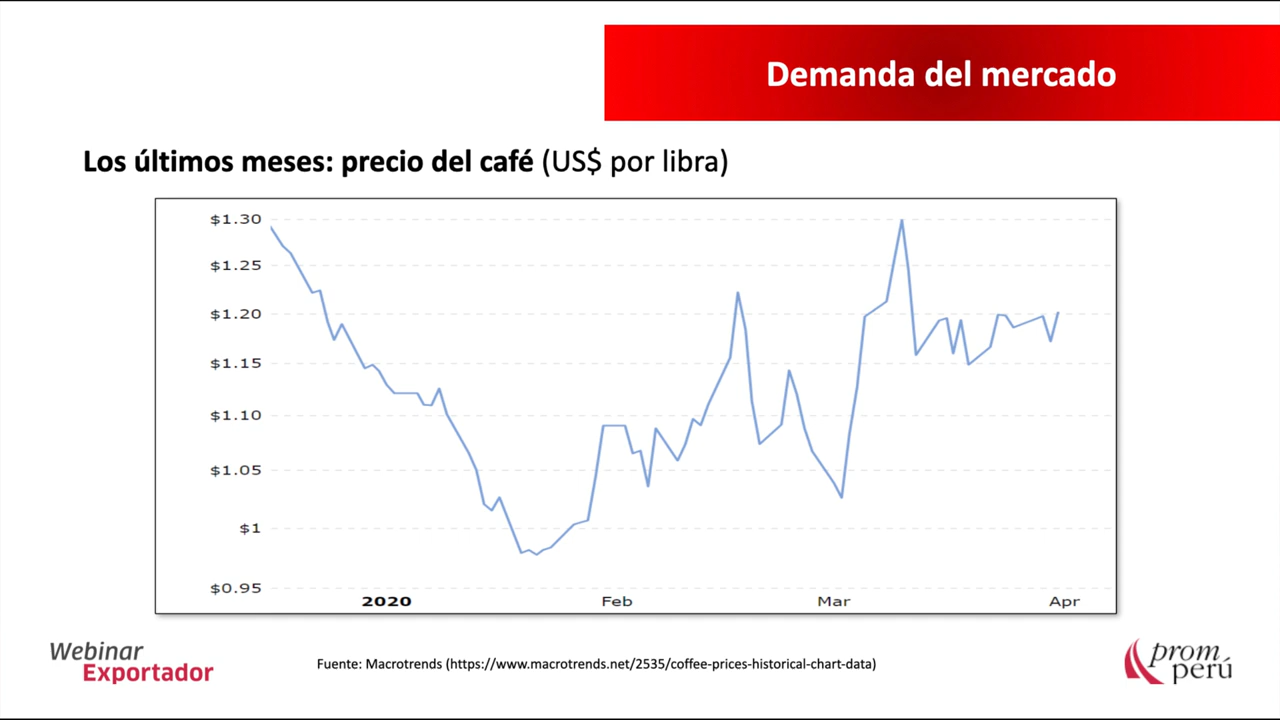 Demanda del mercado
Los últimos meses: precio del café (US$ por libra)
$1.30
$1.25
$1.20
$1.15
$1.10
$1.05
$1
$0.95
2020 Feb Mar Apr
Webinar
Exportador
Fuente: Macrotrends (https://www.macrotrends.net/2535/coffee-prices-historical-chart-data)
prom
perú